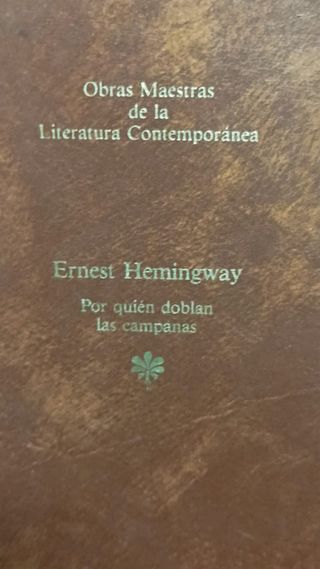 Obras Maestras
de la
Literatura Contemporánea
Ernest Hemingway
Por quién doblan
las campanas